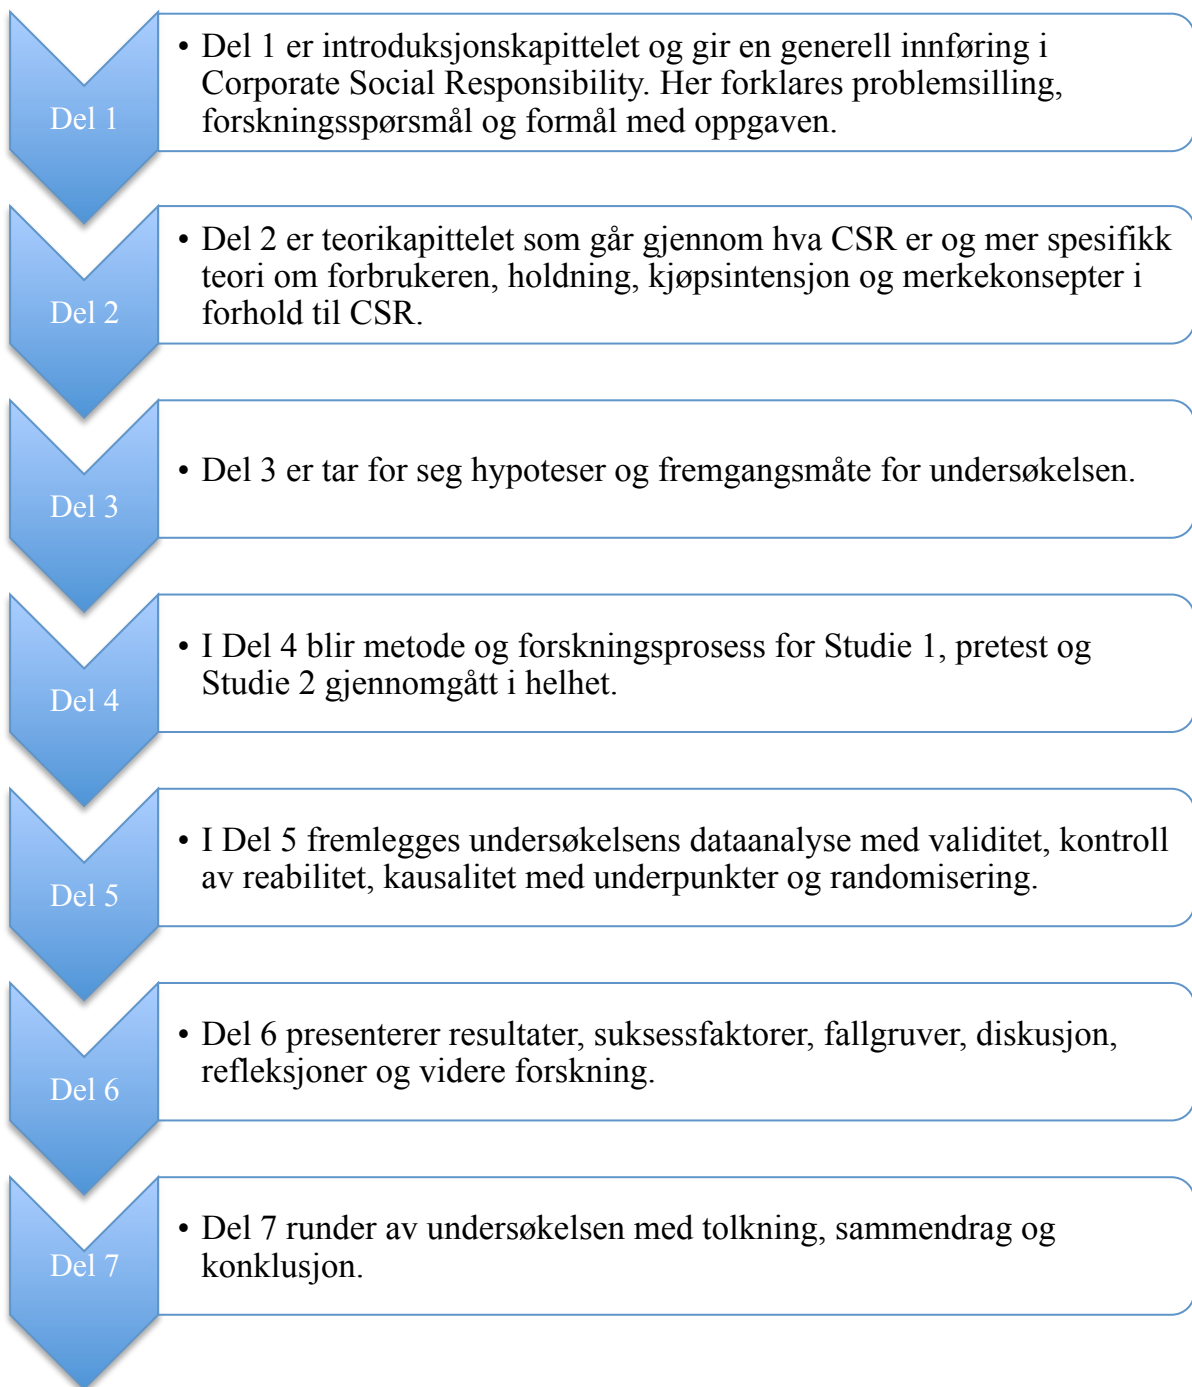 Del 1
• Del 1 er introduksjonskapittelet og gir en generell innføring i
Corporate Social Responsibility. Her forklares problemsilling,
forskningsspørsmål og formål med oppgaven.
Del 2
• Del 2 er teorikapittelet som går gjennom hva CSR er og mer spesifikk
teori om forbrukeren, holdning, kjøpsintensjon og merkekonsepter i
forhold til CSR.
Del 3
• Del 3 er tar for seg hypoteser og fremgangsmåte for undersøkelsen.
Del 4
• I Del 4 blir metode og forskningsprosess for Studie 1, pretest og
Studie 2 gjennomgått i helhet.
Del 5
• I Del 5 fremlegges undersøkelsens dataanalyse med validitet, kontroll
av reabilitet, kausalitet med underpunkter og randomisering.
Del 6
• Del 6 presenterer resultater, suksessfaktorer, fallgruver, diskusjon,
refleksjoner og videre forskning.
Del 7
• Del 7 runder av undersøkelsen med tolkning, sammendrag og
konklusjon.